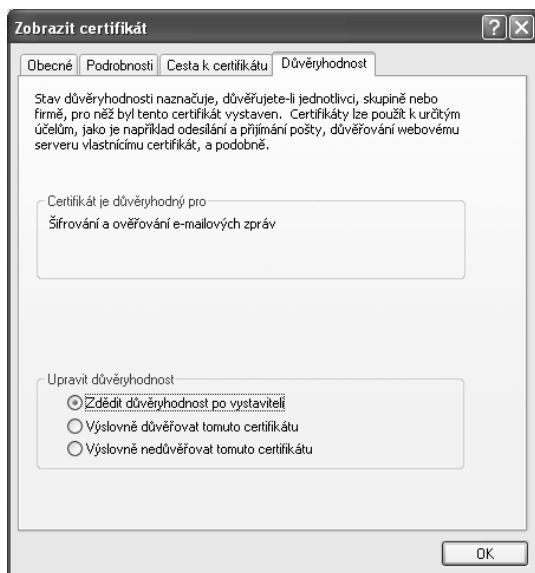 Zobrazit certifikát
Obecné Podrobnosti Cesta k certifikátu Důvěryhodnost
Stav důvěryhodnosti naznačuje, důvěřujete-li jednotlivci, skupině nebo
firmě, pro něž byl tento certifikát vystaven. Certifikáty lze použít k určitým
účelům, jako je například odesílání a přijímání pošty, důvěřování webovému
serveru vlastnícímu certifikát, a podobně.
Certifikát je důvěryhodný pro
Šifrování a ověřování e-mailových zpráv
Upravit důvěryhodnost
Zdědit důvěryhodnost po vystaviteli
Výslovně důvěřovat tomuto certifikátu
Výslovně nedůvěřovat tomuto certifikátu
OK